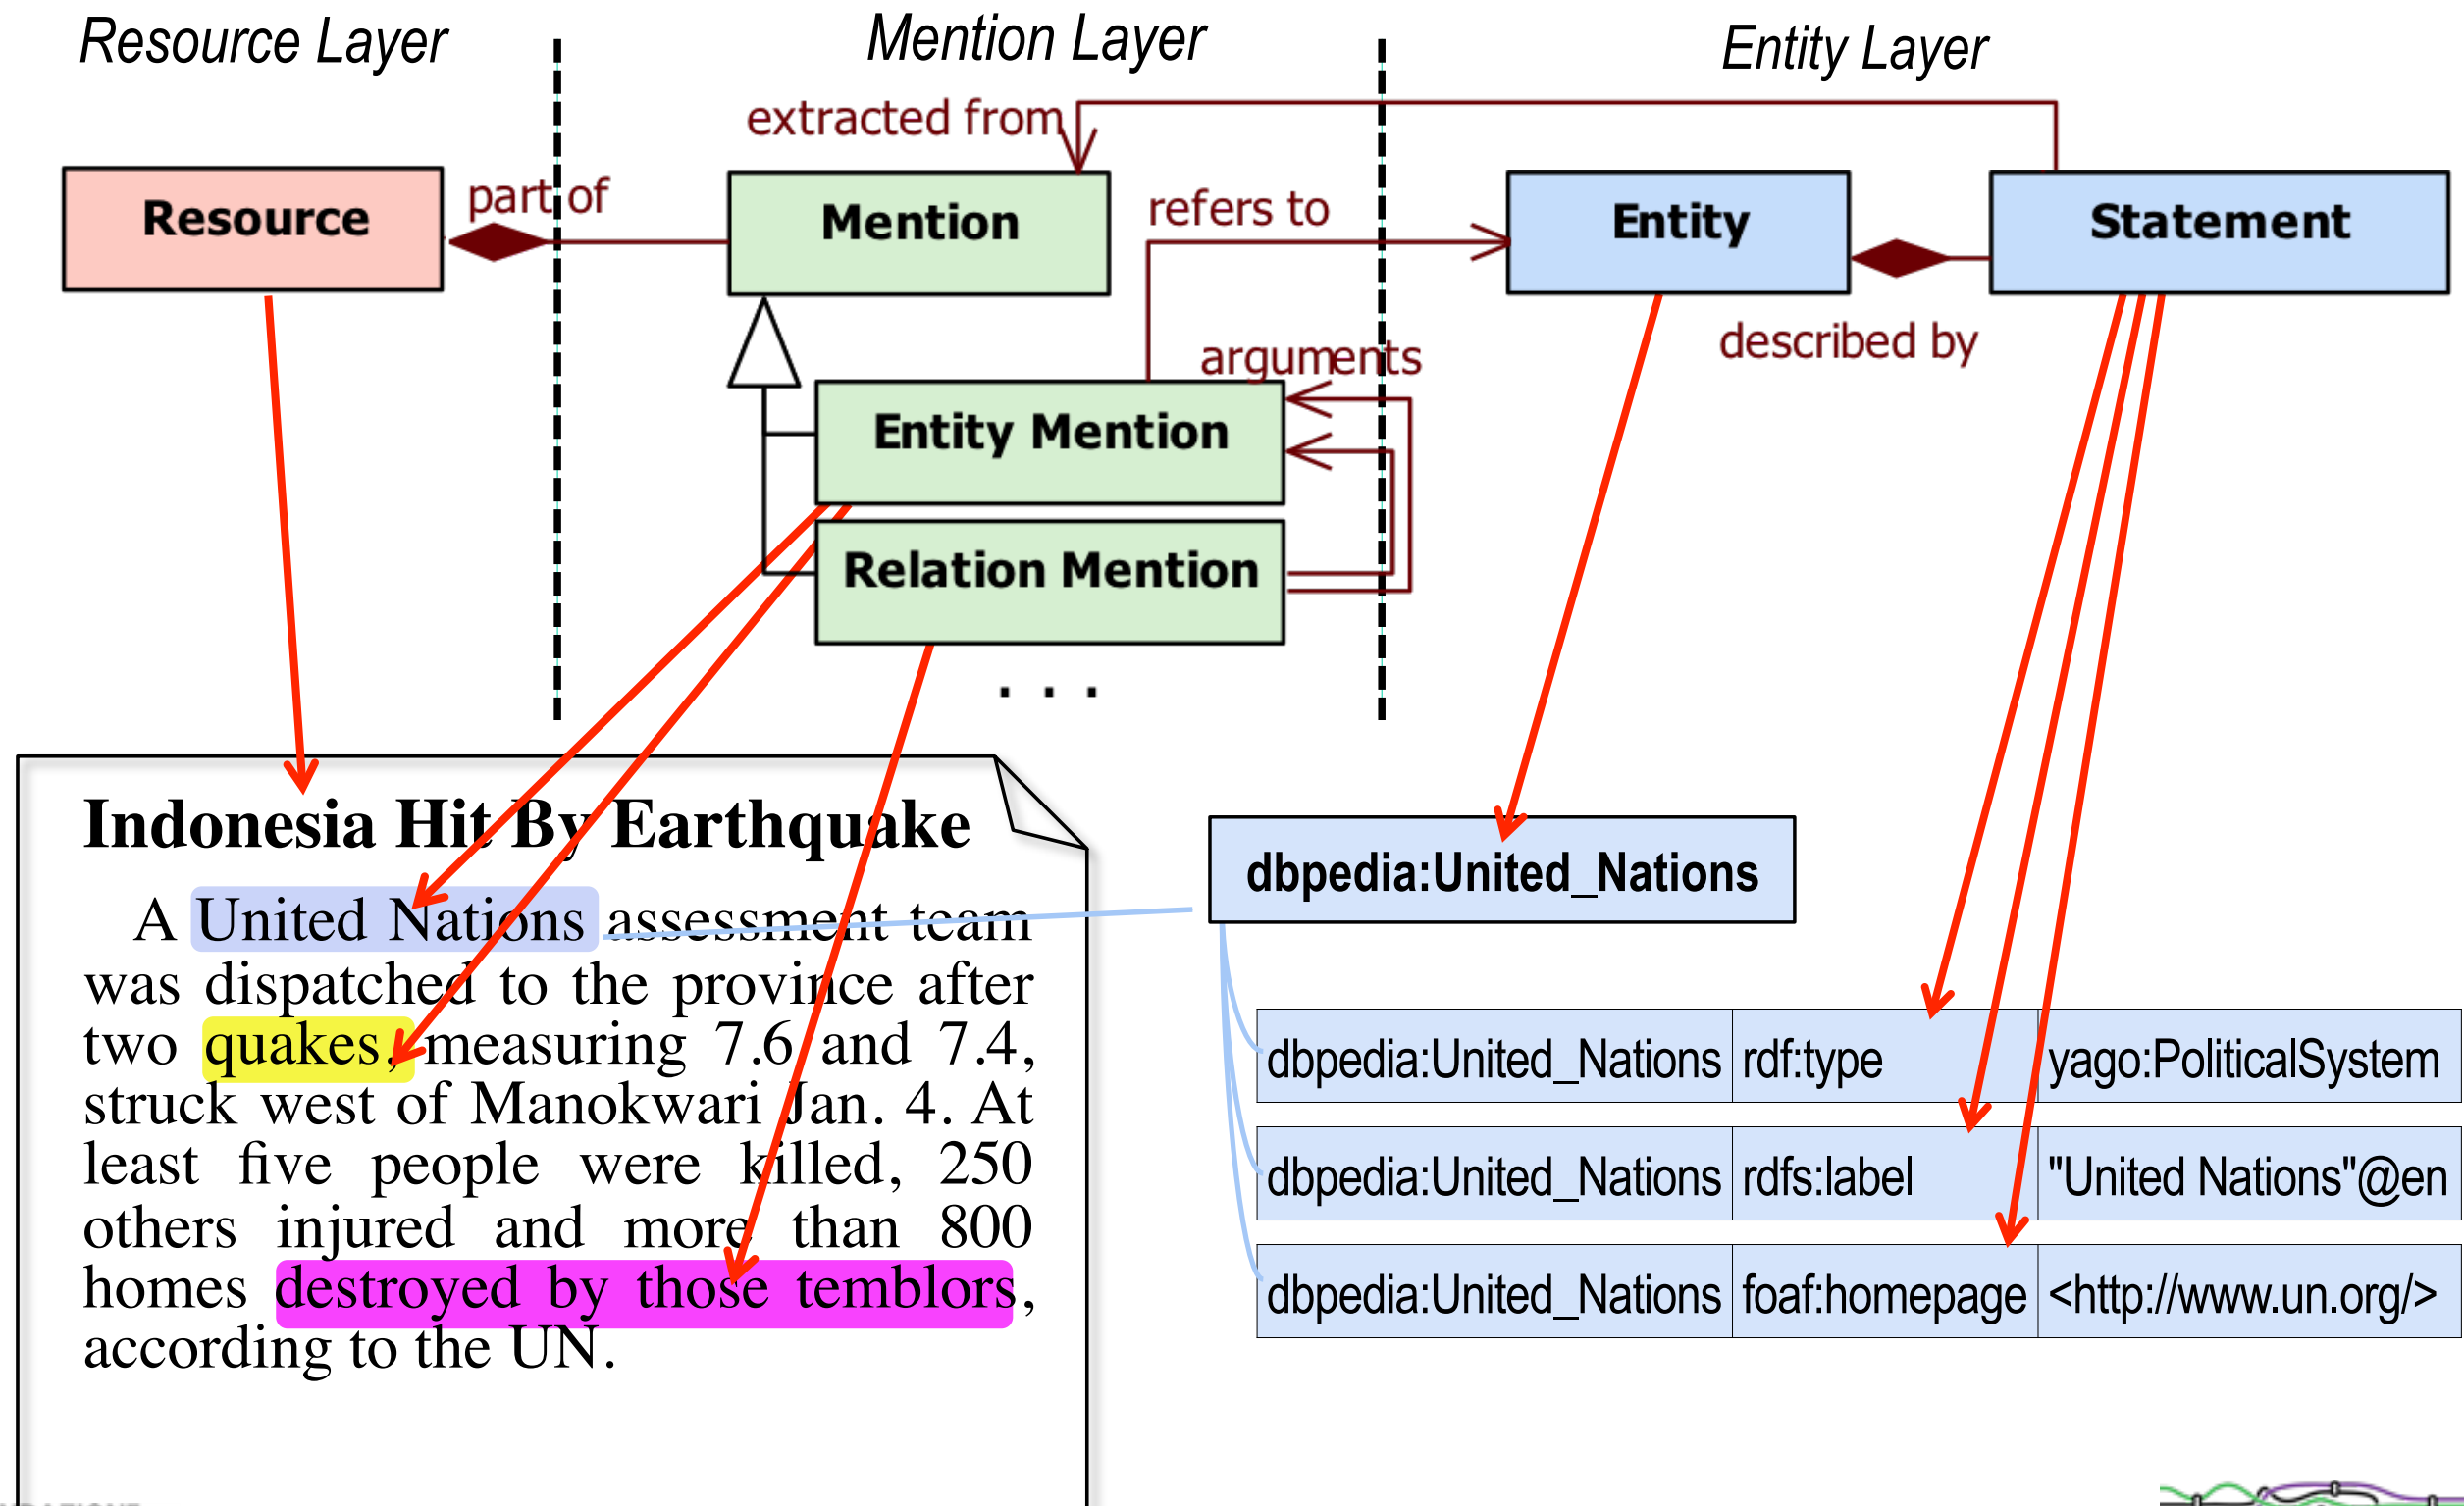 Resource Layer
Mention Layer
Entity Layer
extracted from
part of
refers to
Resource
Mention
Entity
Statement
arguments
described by
Entity Mention
Relation Mention
. . .
Indonesia Hit By Earthquake
A United Nations assessment team
was dispatched to the province after
two quakes, measuring 7.6 and 7.4,
struck west of Manokwari Jan. 4. At
least five people were killed, 250
others injured and more than 800
homes destroyed by those temblors,
according to the UN.
dbpedia:United_Nations
dbpedia:United_Nations rdf:type yago:PoliticalSystem
dbpedia:United_Nations rdfs:label "United Nations"@en
dbpedia:United_Nations foaf:homepage <http://www.un.org/>